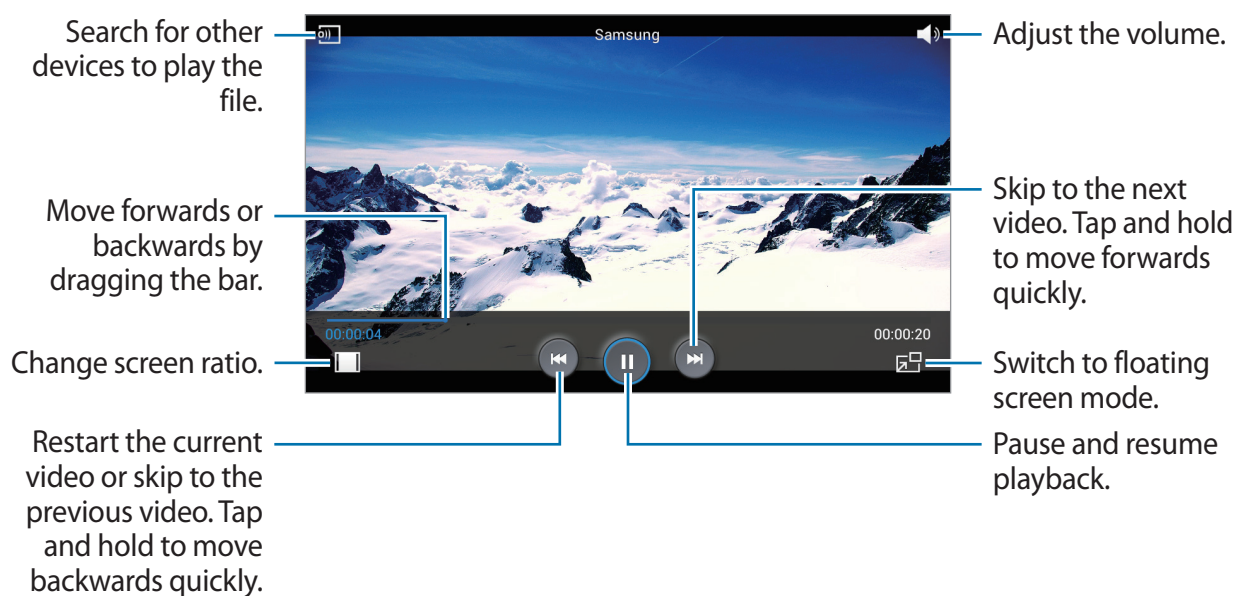 Search for other
devices to play the
file.
Samsung
Adjust the volume.
Move forwards or
backwards by
dragging the bar.
Skip to the next
video. Tap and hold
to move forwards
quickly.
00:00:04
00:00:20
Change screen ratio.
Switch to floating
screen mode.
Restart the current
video or skip to the
previous video. Tap
and hold to move
backwards quickly.
Pause and resume
playback.